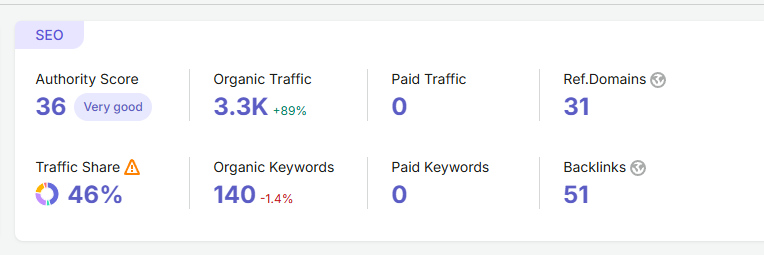 SEO
Authority Score
36 Very good
Organic Traffic
3.3K +89%
Paid Traffic
0
Ref.Domains
31
Traffic Share
46%
Organic Keywords
140 -1.4%
Paid Keywords
0
Backlinks
51